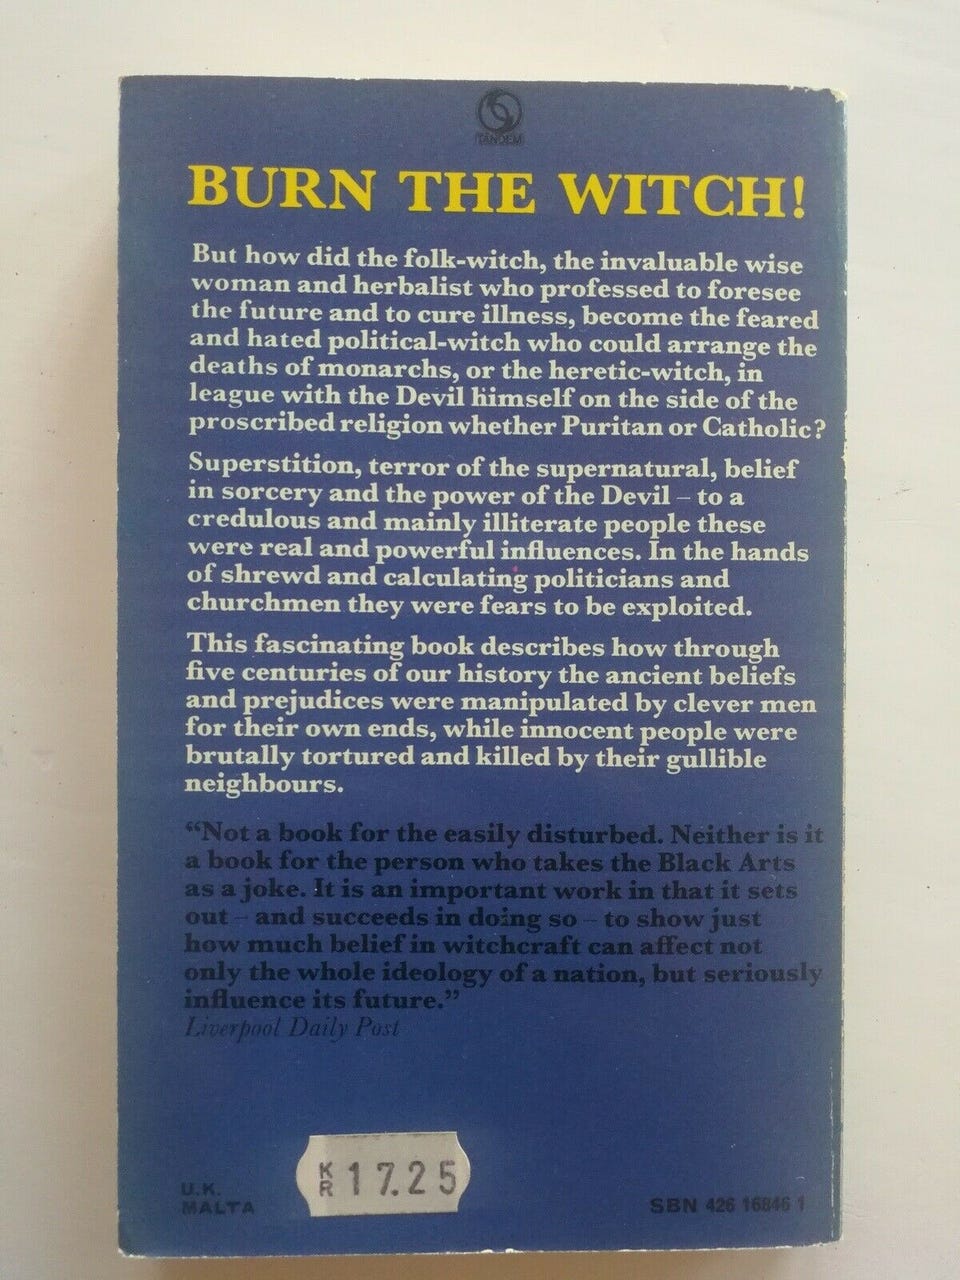 TANDEM
BURN THE WITCH!
But how did the folk-witch, the invaluable wise
woman and herbalist who professed to foresee
the future and to cure illness, become the feared
and hated political-witch who could arrange the
deaths of monarchs, or the heretic-witch, in
league with the Devil himself on the side of the
proscribed religion whether Puritan or Catholic?
Superstition, terror of the supernatural, belief
in sorcery and the power of the Devil – to a
credulous and mainly illiterate people these
were real and powerful influences. In the hands
of shrewd and calculating politicians and
churchmen they were fears to be exploited.
This fascinating book describes how through
five centuries of our history the ancient beliefs
and prejudices were manipulated by clever men
for their own ends, while innocent people were
brutally tortured and killed by their gullible
neighbours.
“Not a book for the easily disturbed. Neither is it
a book for the person who takes the Black Arts
as a joke. It is an important work in that it sets
out – and succeeds in doing so – to show just
how much belief in witchcraft can affect not
only the whole ideology of a nation, but seriously
influence its future.”
Liverpool Daily Post
KR 17.25
U.K.
MALTA
SBN 426 16846 1